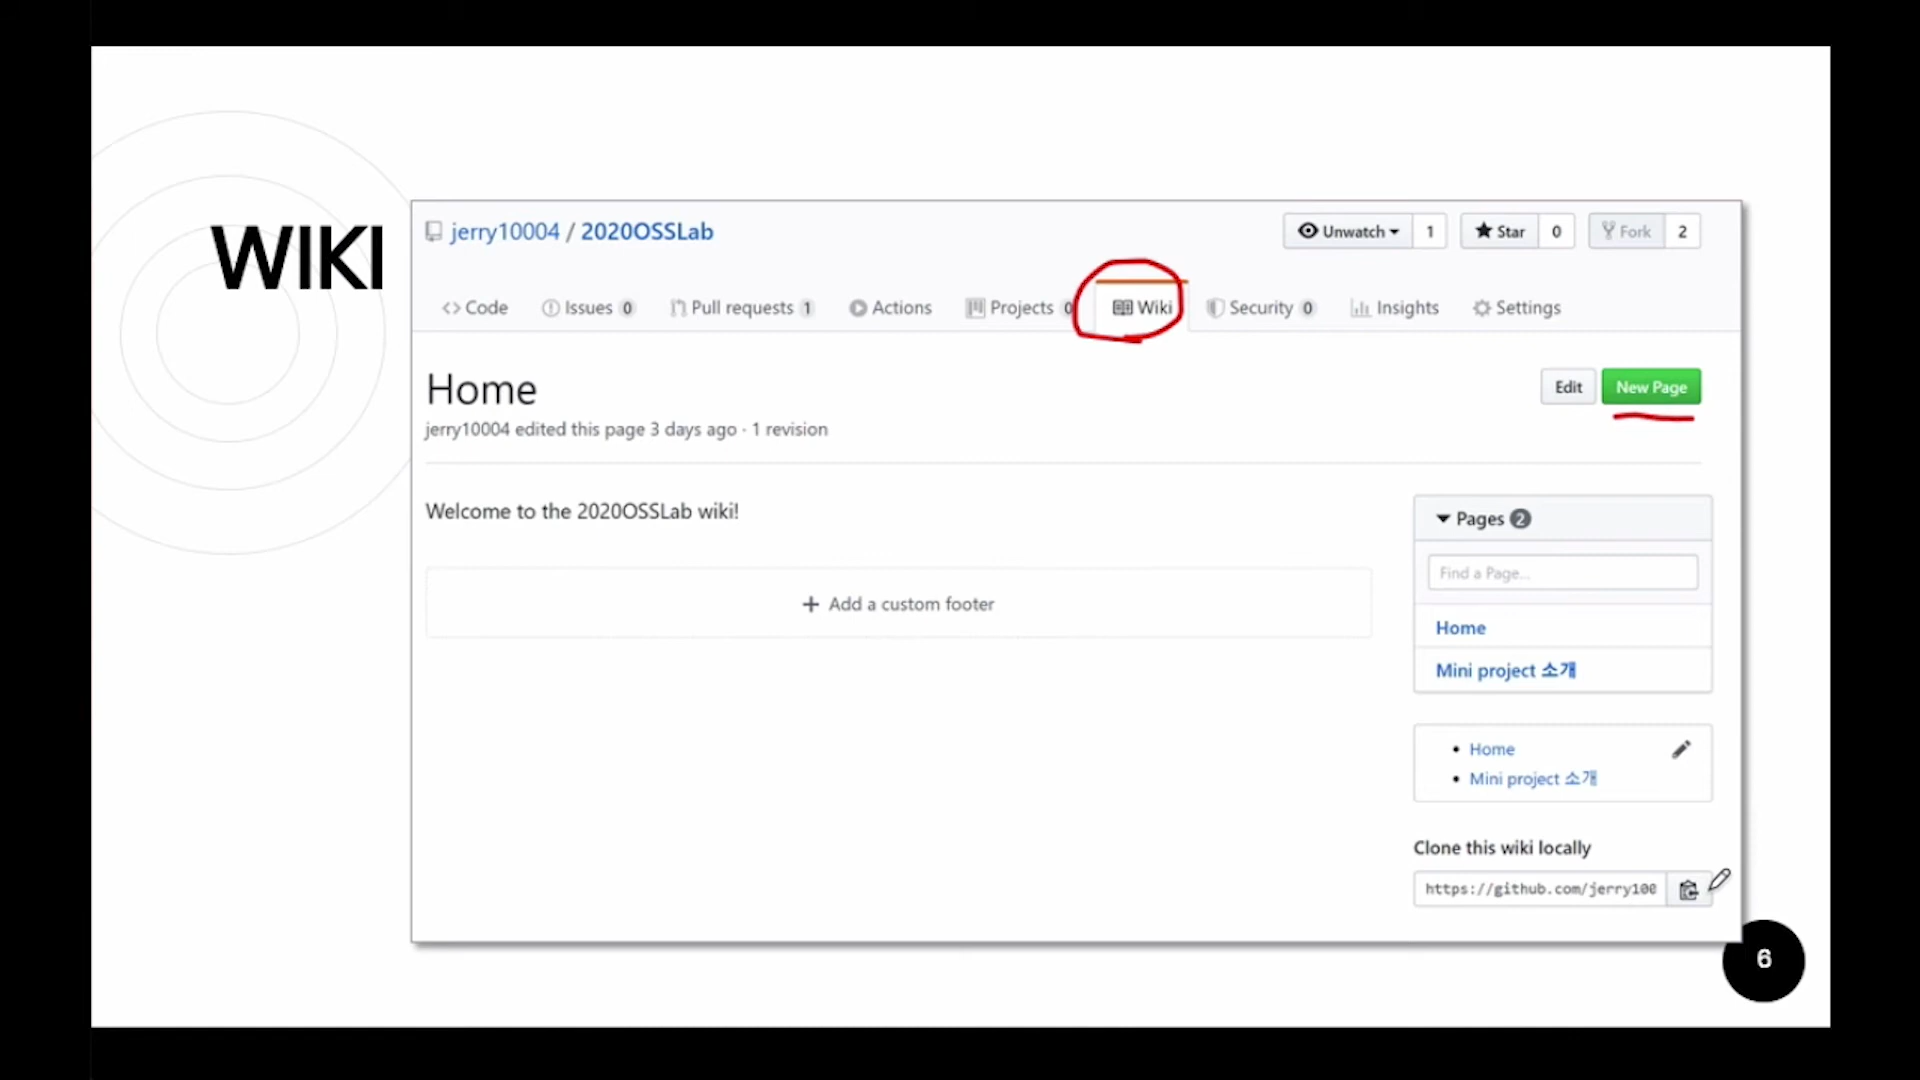 WIKI
jerry10004 / 2020OSSLab
Unwatch 1 Star 0 Fork 2
Code Issues 0 Pull requests 1 Actions Projects 0 Wiki Security 0 Insights Settings
Home
Edit New Page
jerry10004 edited this page 3 days ago · 1 revision
Welcome to the 2020OSSLab wiki!
+ Add a custom footer
Pages 2
Find a Page...
Home
Mini project 소개
• Home
• Mini project 소개
Clone this wiki locally
https://github.com/jerry100
6